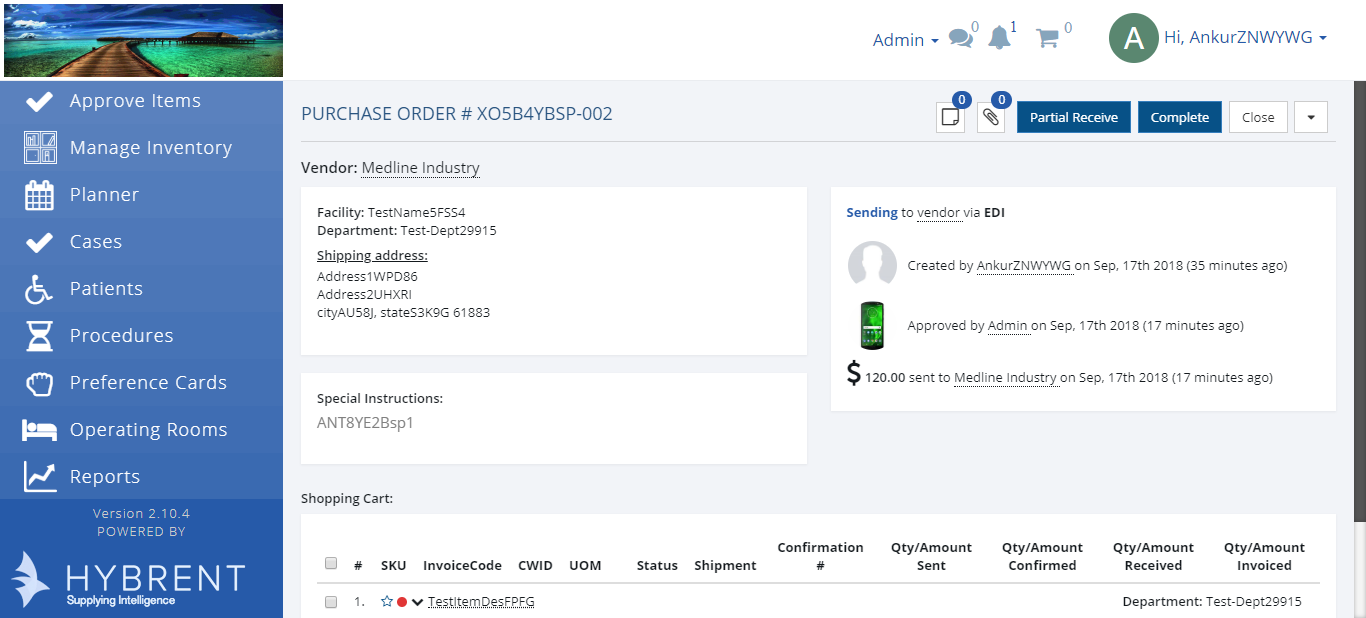 Admin 0 1 0 A Hi, AnkurZNWYWG
Approve Items
Manage Inventory
Planner
Cases
Patients
Procedures
Preference Cards
Operating Rooms
Reports
Version 2.10.4
POWERED BY
HYBRENT
Supplying Intelligence
PURCHASE ORDER # XO5B4YBSP-002
0 0 Partial Receive Complete Close
Vendor: Medline Industry
Facility: TestName5FSS4
Department: Test-Dept29915
Shipping address:
Address1WPD86
Address2UHXRI
cityAU58J, stateS3K9G 61883
Special Instructions:
ANT8YE2Bsp1
Sending to vendor via EDI
Created by AnkurZNWYWG on Sep, 17th 2018 (35 minutes ago)
Approved by Admin on Sep, 17th 2018 (17 minutes ago)
$ 120.00 sent to Medline Industry on Sep, 17th 2018 (17 minutes ago)
Shopping Cart:
# SKU InvoiceCode CWID UOM Status Shipment Confirmation # Qty/Amount Sent Qty/Amount Confirmed Qty/Amount Received Qty/Amount Invoiced
1. TestItemDesFPFG Department: Test-Dept29915